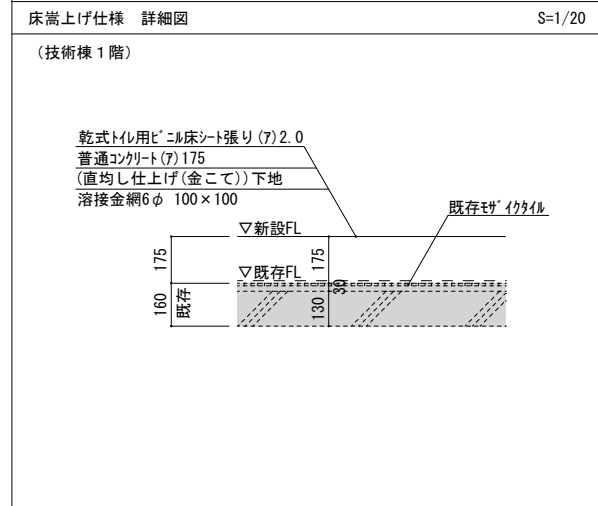 床嵩上げ仕様　詳細図 S=1/20
（技術棟１階）
乾式ﾄｲﾚ用ﾋﾞﾆﾙ床ｼｰﾄ張り(ｱ)2.0
普通ｺﾝｸﾘｰﾄ(ｱ)175
(直均し仕上げ(金こて))下地
溶接金網6φ 100×100
既存ﾓｻﾞｲｸﾀｲﾙ
▽新設FL
175
175
▽既存FL
30
160
既存
130